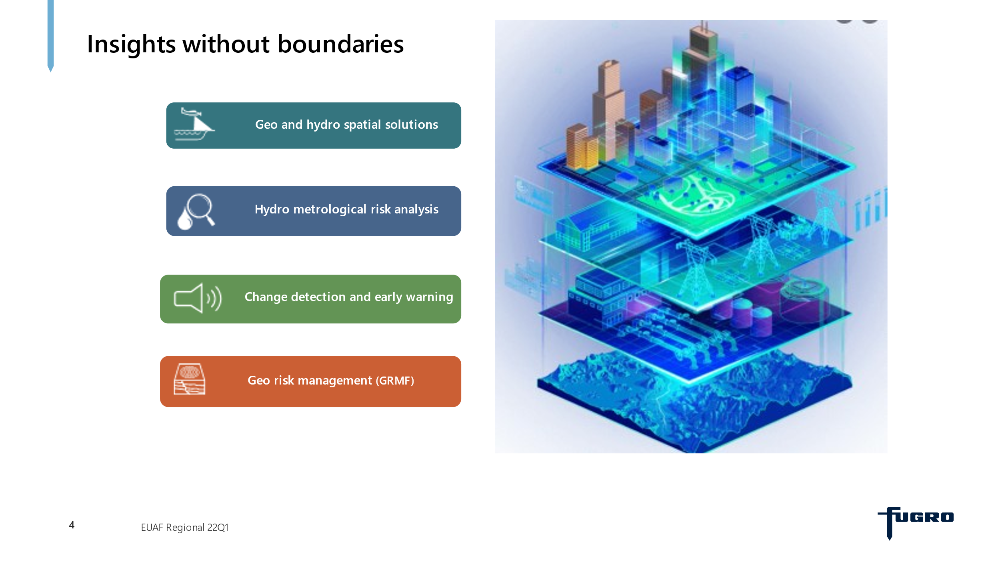 Insights without boundaries
Geo and hydro spatial solutions
Hydro metrological risk analysis
Change detection and early warning
Geo risk management (GRMF)
4
EUAF Regional 22Q1
FUGRO